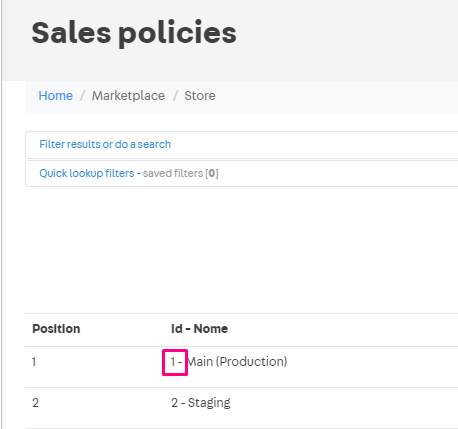 Sales policies
Home / Marketplace / Store
Filter results or do a search
Quick lookup filters - saved filters [0]
Position Id - Nome
1 1 - Main (Production)
2 2 - Staging